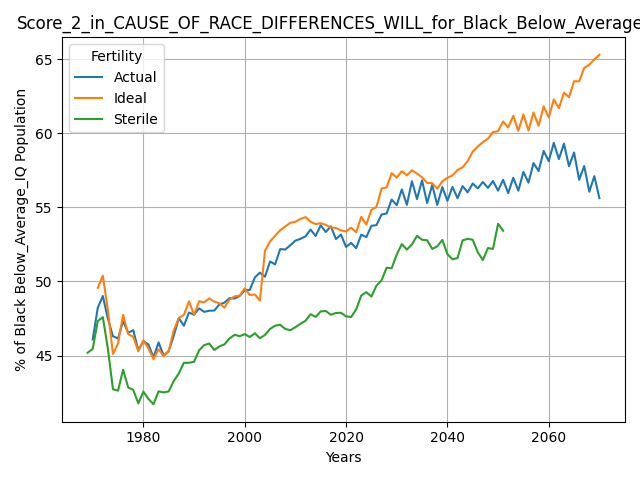 Score_2_in_CAUSE_OF_RACE_DIFFERENCES_WILL_for_Black_Below_Average
Fertility
Actual
Ideal
Sterile
65
60
55
50
45
% of Black Below_Average_IQ Population
1980
2000
2020
2040
2060
Years